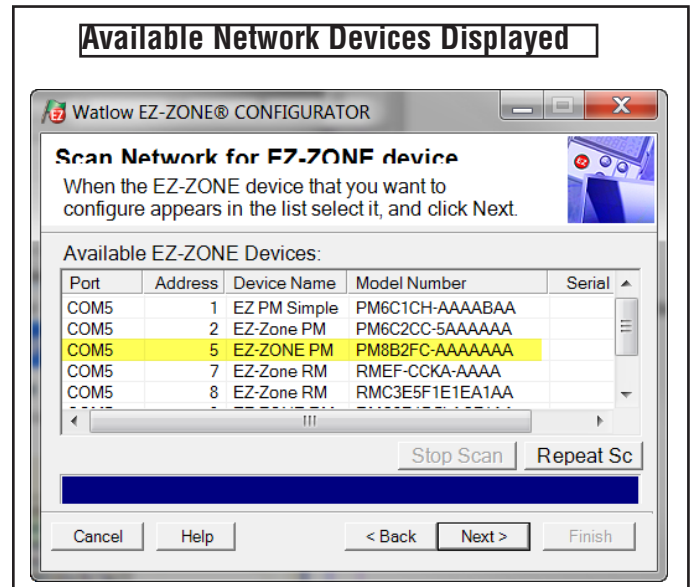 Available Network Devices Displayed
Watlow EZ-ZONE® CONFIGURATOR
Scan Network for EZ-ZONE device
When the EZ-ZONE device that you want to
configure appears in the list select it, and click Next.
Available EZ-ZONE Devices:
Port Address Device Name Model Number Serial
COM5 1 EZ PM Simple PM6C1CH-AAAABAA
COM5 2 EZ-Zone PM PM6C2CC-5AAAAAA
COM5 5 EZ-ZONE PM PM8B2FC-AAAAAAA
COM5 7 EZ-Zone RM RMEF-CCKA-AAAA
COM5 8 EZ-Zone RM RMC3E5F1E1EA1AA
Stop Scan Repeat Sc
Cancel Help < Back Next > Finish